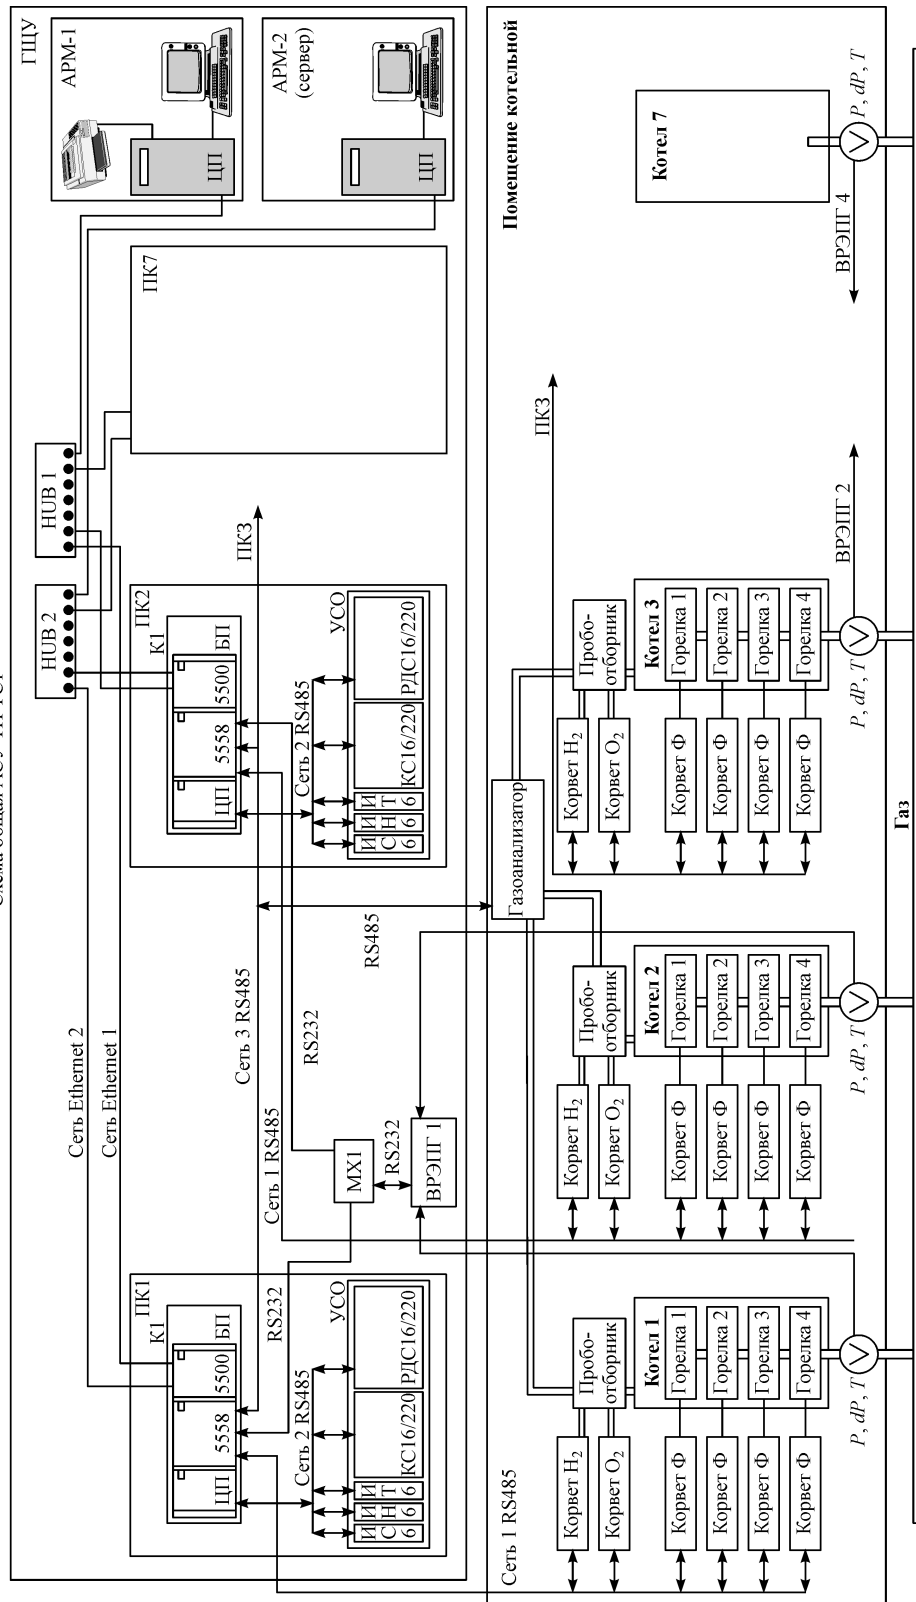 Схема общая АСУ ТП
ГЩУ
HUB 2
HUB 1
АРМ-1
ЦП
АРМ-2
(сервер)
ЦП
Сеть Ethernet 2
Сеть Ethernet 1
ПК1
К1
ЦП
5558
5500
БП
Сеть 2 RS485
УСО
И С 6
И Н 6
И Т 6
КС16/220
РДС16/220
ПК2
К1
ЦП
5558
5500
БП
Сеть 2 RS485
УСО
И С 6
И Н 6
И Т 6
КС16/220
РДС16/220
ПК7
Сеть 3 RS485
ПК3
Сеть 1 RS485
RS232
RS232
МХ1
RS232
ВРЭПГ 1
RS485
Помещение котельной
Сеть 1 RS485
Газоанализатор
ПК3
Корвет H2
Корвет O2
Пробо-
отборник
Котел 1
Корвет Ф
Горелка 1
Корвет Ф
Горелка 2
Корвет Ф
Горелка 3
Корвет Ф
Горелка 4
P, dP, T
Корвет H2
Корвет O2
Пробо-
отборник
Котел 2
Корвет Ф
Горелка 1
Корвет Ф
Горелка 2
Корвет Ф
Горелка 3
Корвет Ф
Горелка 4
P, dP, T
Корвет H2
Корвет O2
Пробо-
отборник
Котел 3
Корвет Ф
Горелка 1
Корвет Ф
Горелка 2
Корвет Ф
Горелка 3
Корвет Ф
Горелка 4
P, dP, T
ВРЭПГ 2
Котел 7
ВРЭПГ 4
P, dP, T
Газ